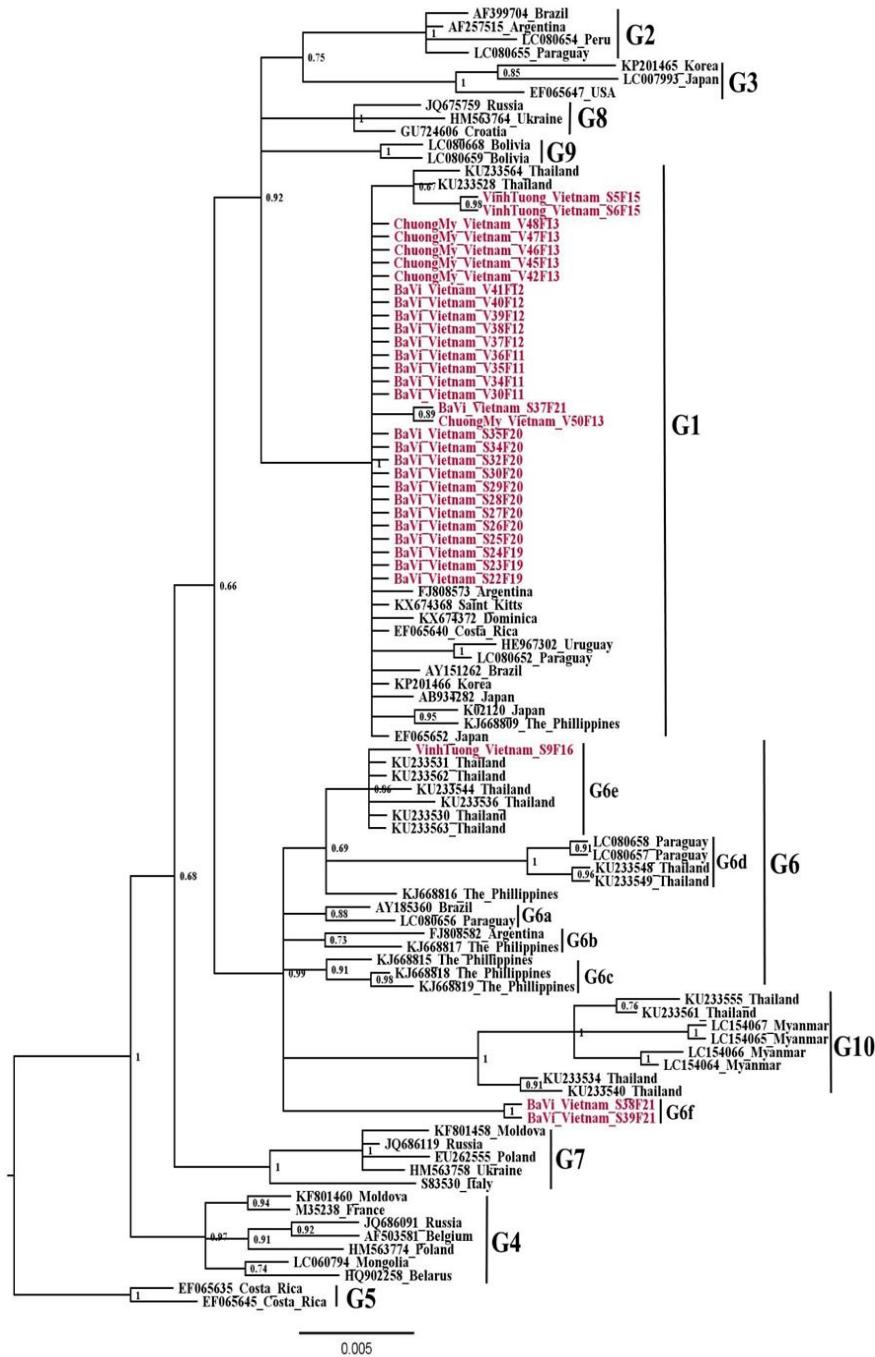 AF399704_Brazil
AF257515_Argentina
1
LC080654_Peru
G2
LC080655_Paraguay
0.75
KP201465_Korea
0.85
LC007993_Japan
G3
1
EF065647_USA
JQ675759_Russia
1
HM563764_Ukraine
G8
GU724606_Croatia
LC080668_Bolivia
1
G9
LC080659_Bolivia
KU233564_Thailand
0.67
KU233528_Thailand
0.92
VinhTuong_Vietnam_S5F15
0.98
VinhTuong_Vietnam_S6F15
ChuongMy_Vietnam_V48F13
ChuongMy_Vietnam_V47F13
ChuongMy_Vietnam_V46F13
ChuongMy_Vietnam_V45F13
ChuongMy_Vietnam_V42F13
BaVi_Vietnam_V41F12
BaVi_Vietnam_V40F12
BaVi_Vietnam_V39F12
BaVi_Vietnam_V38F12
BaVi_Vietnam_V37F12
BaVi_Vietnam_V36F11
BaVi_Vietnam_V35F11
BaVi_Vietnam_V34F11
BaVi_Vietnam_V30F11
BaVi_Vietnam_S37F21
0.89
ChuongMy_Vietnam_V50F13
G1
BaVi_Vietnam_S35F20
BaVi_Vietnam_S34F20
BaVi_Vietnam_S32F20
1
BaVi_Vietnam_S30F20
BaVi_Vietnam_S29F20
BaVi_Vietnam_S28F20
BaVi_Vietnam_S27F20
BaVi_Vietnam_S26F20
BaVi_Vietnam_S25F20
BaVi_Vietnam_S24F19
BaVi_Vietnam_S23F19
BaVi_Vietnam_S22F19
0.66
FJ808573_Argentina
KX674368_Saint_Kitts
KX674372_Dominica
EF065640_Costa_Rica
HE967302_Uruguay
1
LC080652_Paraguay
AY151262_Brazil
KP201466_Korea
AB934282_Japan
K02120_Japan
0.95
KJ668809_The_Phillippines
EF065652_Japan
VinhTuong_Vietnam_S9F16
KU233531_Thailand
KU233562_Thailand
0.86
KU233544_Thailand
G6e
KU233536_Thailand
KU233530_Thailand
KU233563_Thailand
0.69
LC080658_Paraguay
0.91
LC080657_Paraguay
1
G6d
G6
KU233548_Thailand
0.96
KU233549_Thailand
0.68
KJ668816_The_Phillippines
AY185360_Brazil
0.88
G6a
LC080656_Paraguay
FJ808582_Argentina
0.73
G6b
KJ668817_The_Philippines
KJ668815_The_Phillippines
0.99
0.91
KJ668818_The_Phillippines
G6c
0.98
KJ668819_The_Phillippines
KU233555_Thailand
0.76
KU233561_Thailand
LC154067_Myanmar
1
1
LC154065_Myanmar
G10
LC154066_Myanmar
1
1
LC154064_Myanmar
1
KU233534_Thailand
0.91
KU233540_Thailand
BaVi_Vietnam_S38F21
1
G6f
BaVi_Vietnam_S39F21
KF801458_Moldova
JQ686119_Russia
1
EU262555_Poland
G7
1
HM563758_Ukraine
S83530_Italy
KF801460_Moldova
0.94
M35238_France
JQ686091_Russia
0.92
0.97
0.91
AF503581_Belgium
G4
HM563774_Poland
LC060794_Mongolia
0.74
HQ902258_Belarus
EF065635_Costa_Rica
1
G5
EF065645_Costa_Rica
0.005